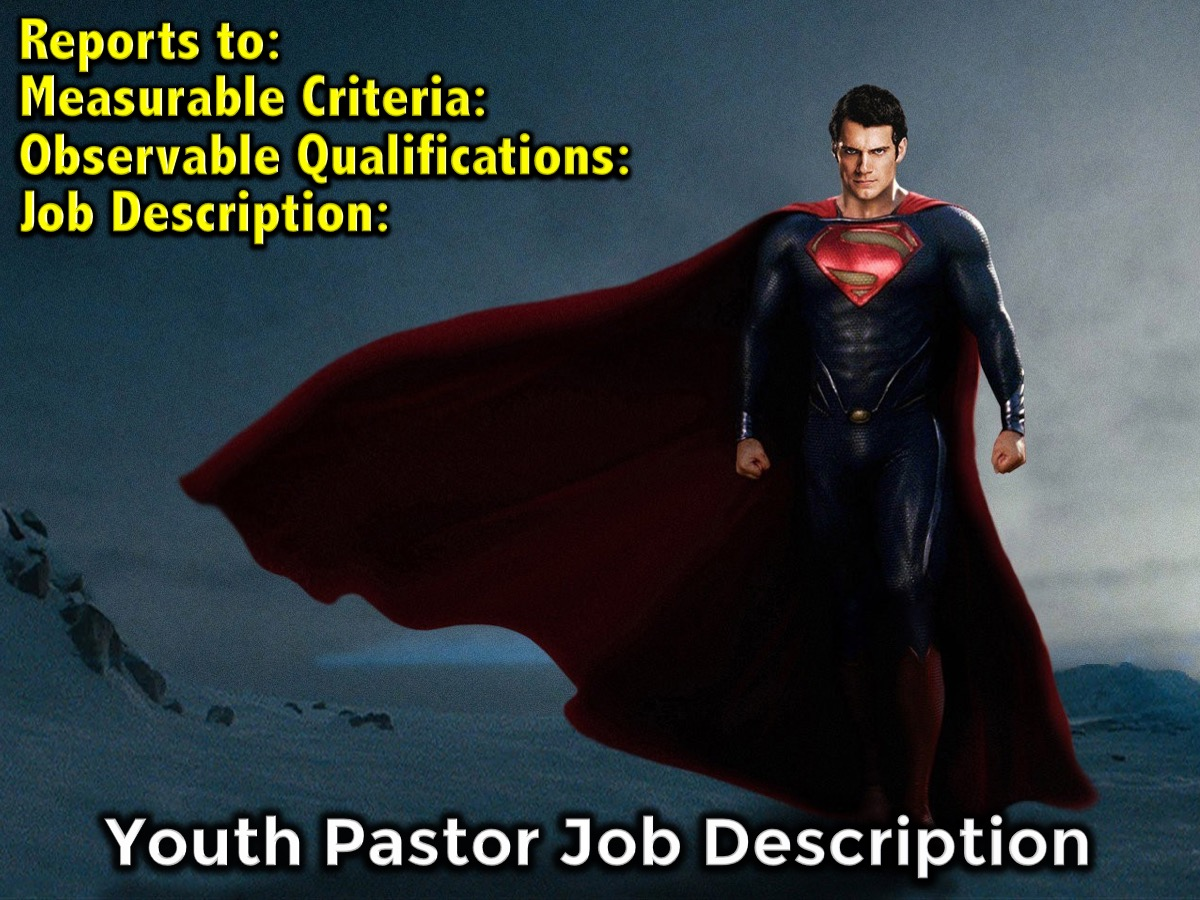 Reports to:
Measurable Criteria:
Observable Qualifications:
Job Description:
Youth Pastor Job Description